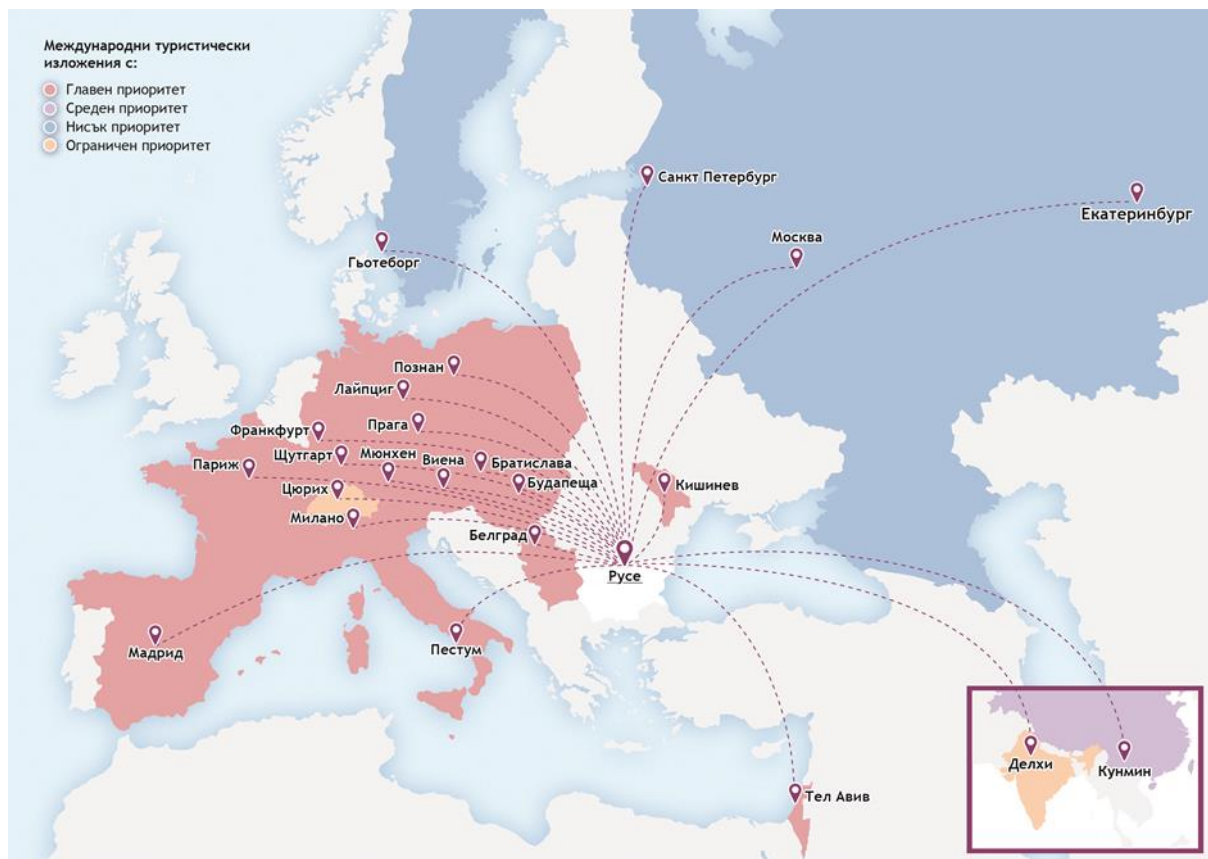 Международни туристически
изложения с:
Главен приоритет
Среден приоритет
Нисък приоритет
Ограничен приоритет
Санкт Петербург
Екатеринбург
Москва
Гьотеборг
Познан
Лайпциг
Прага
Франкфурт
Щутгарт
Мюнхен
Виена
Братислава
Париж
Будапеща
Цюрих
Кишинев
Милано
Белград
Русе
Мадрид
Пестум
Делхи
Кунмин
Тел Авив